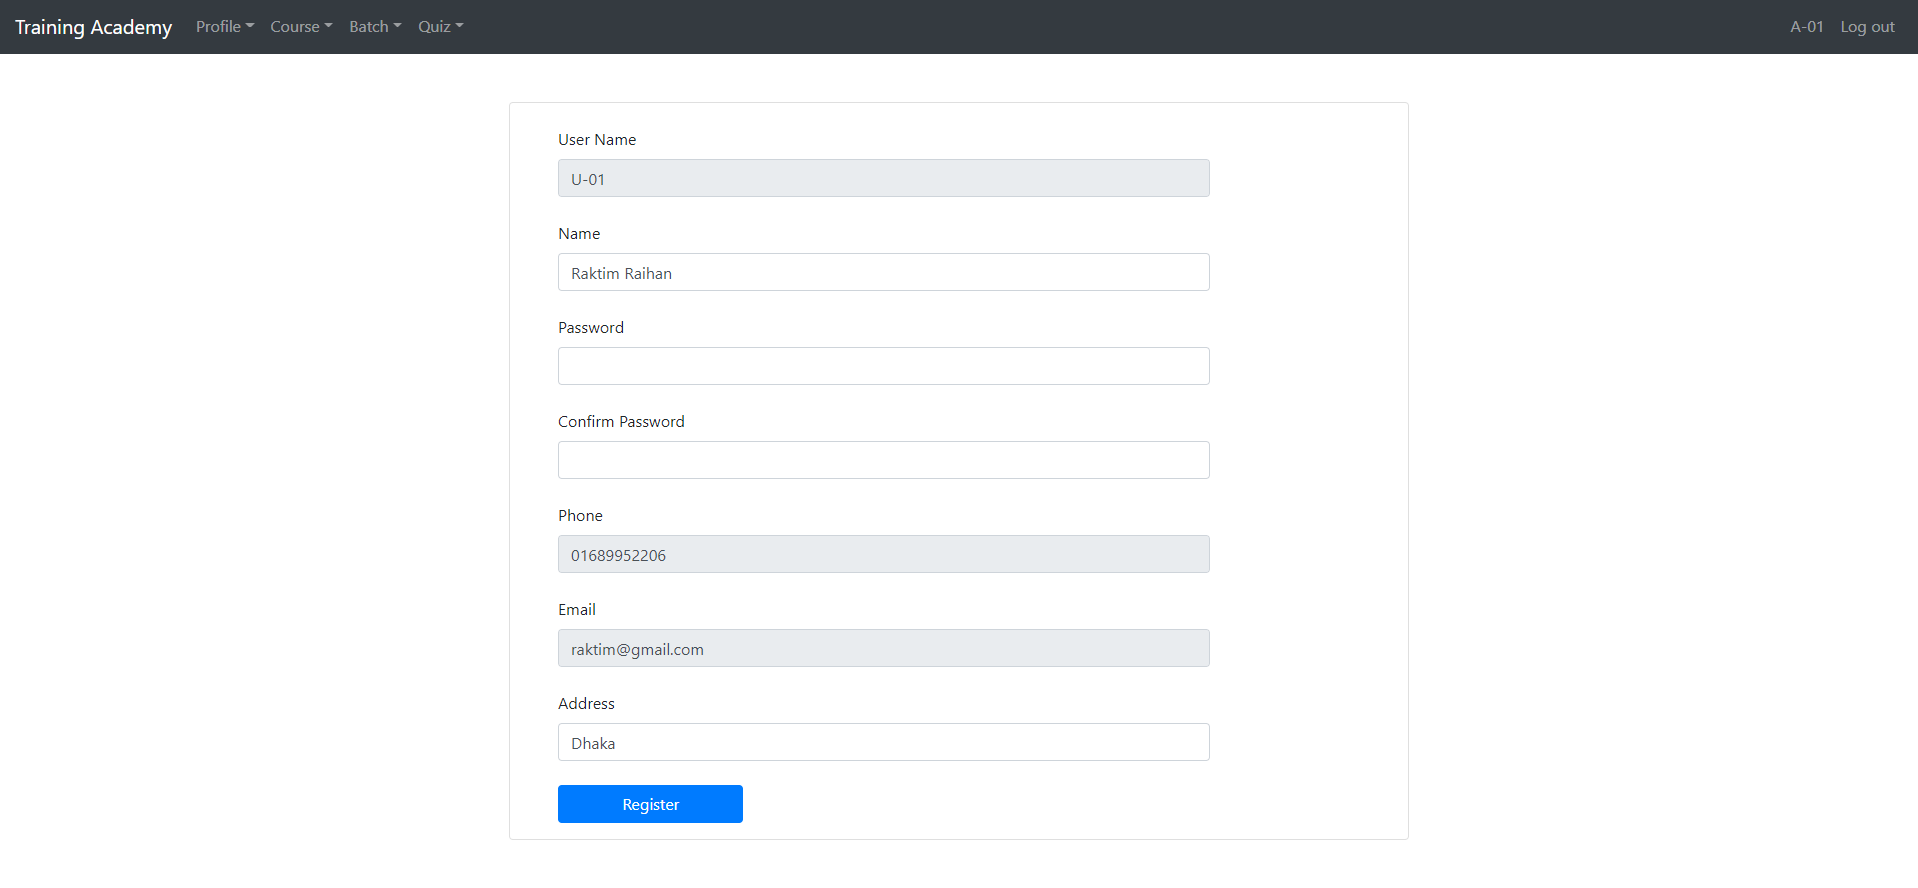 Training Academy Profile Course Batch Quiz A-01 Log out
User Name
U-01
Name
Raktim Raihan
Password
Confirm Password
Phone
01689952206
Email
raktim@gmail.com
Address
Dhaka
Register